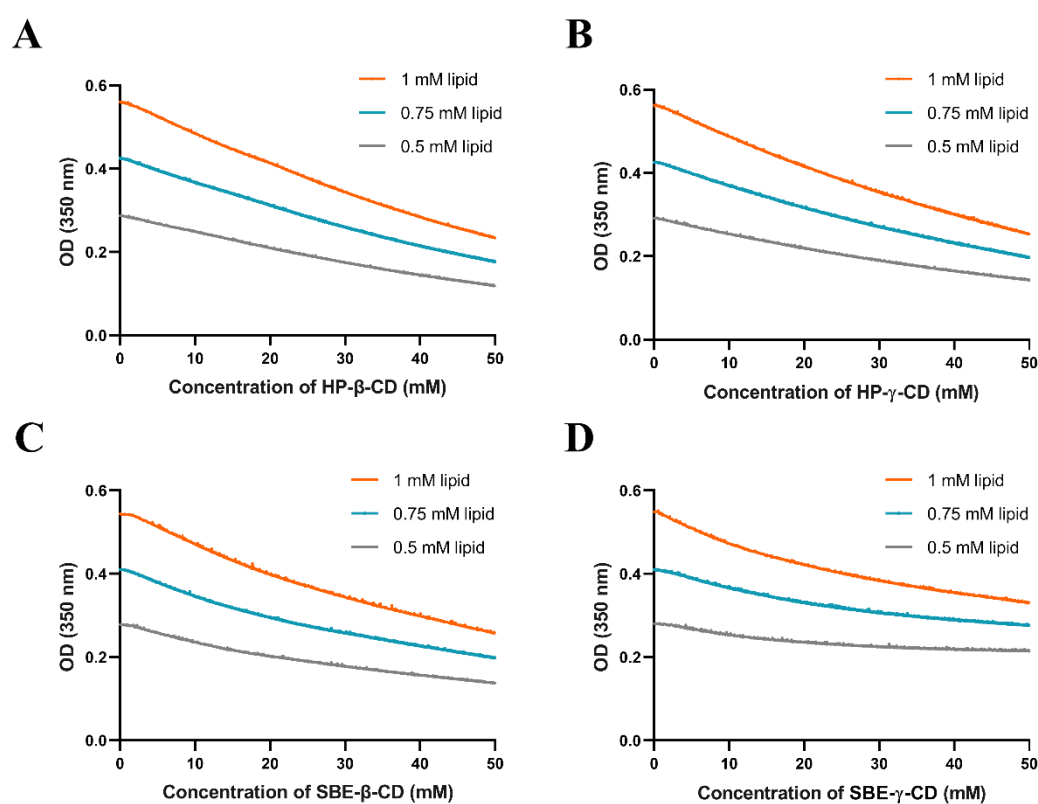 A
1 mM lipid
0.75 mM lipid
0.5 mM lipid
OD (350 nm)
0.6
0.4
0.2
0.0
0 10 20 30 40 50
Concentration of HP-β-CD (mM)
B
1 mM lipid
0.75 mM lipid
0.5 mM lipid
OD (350 nm)
0.6
0.4
0.2
0.0
0 10 20 30 40 50
Concentration of HP-γ-CD (mM)
C
1 mM lipid
0.75 mM lipid
0.5 mM lipid
OD (350 nm)
0.6
0.4
0.2
0.0
0 10 20 30 40 50
Concentration of SBE-β-CD (mM)
D
1 mM lipid
0.75 mM lipid
0.5 mM lipid
OD (350 nm)
0.6
0.4
0.2
0.0
0 10 20 30 40 50
Concentration of SBE-γ-CD (mM)